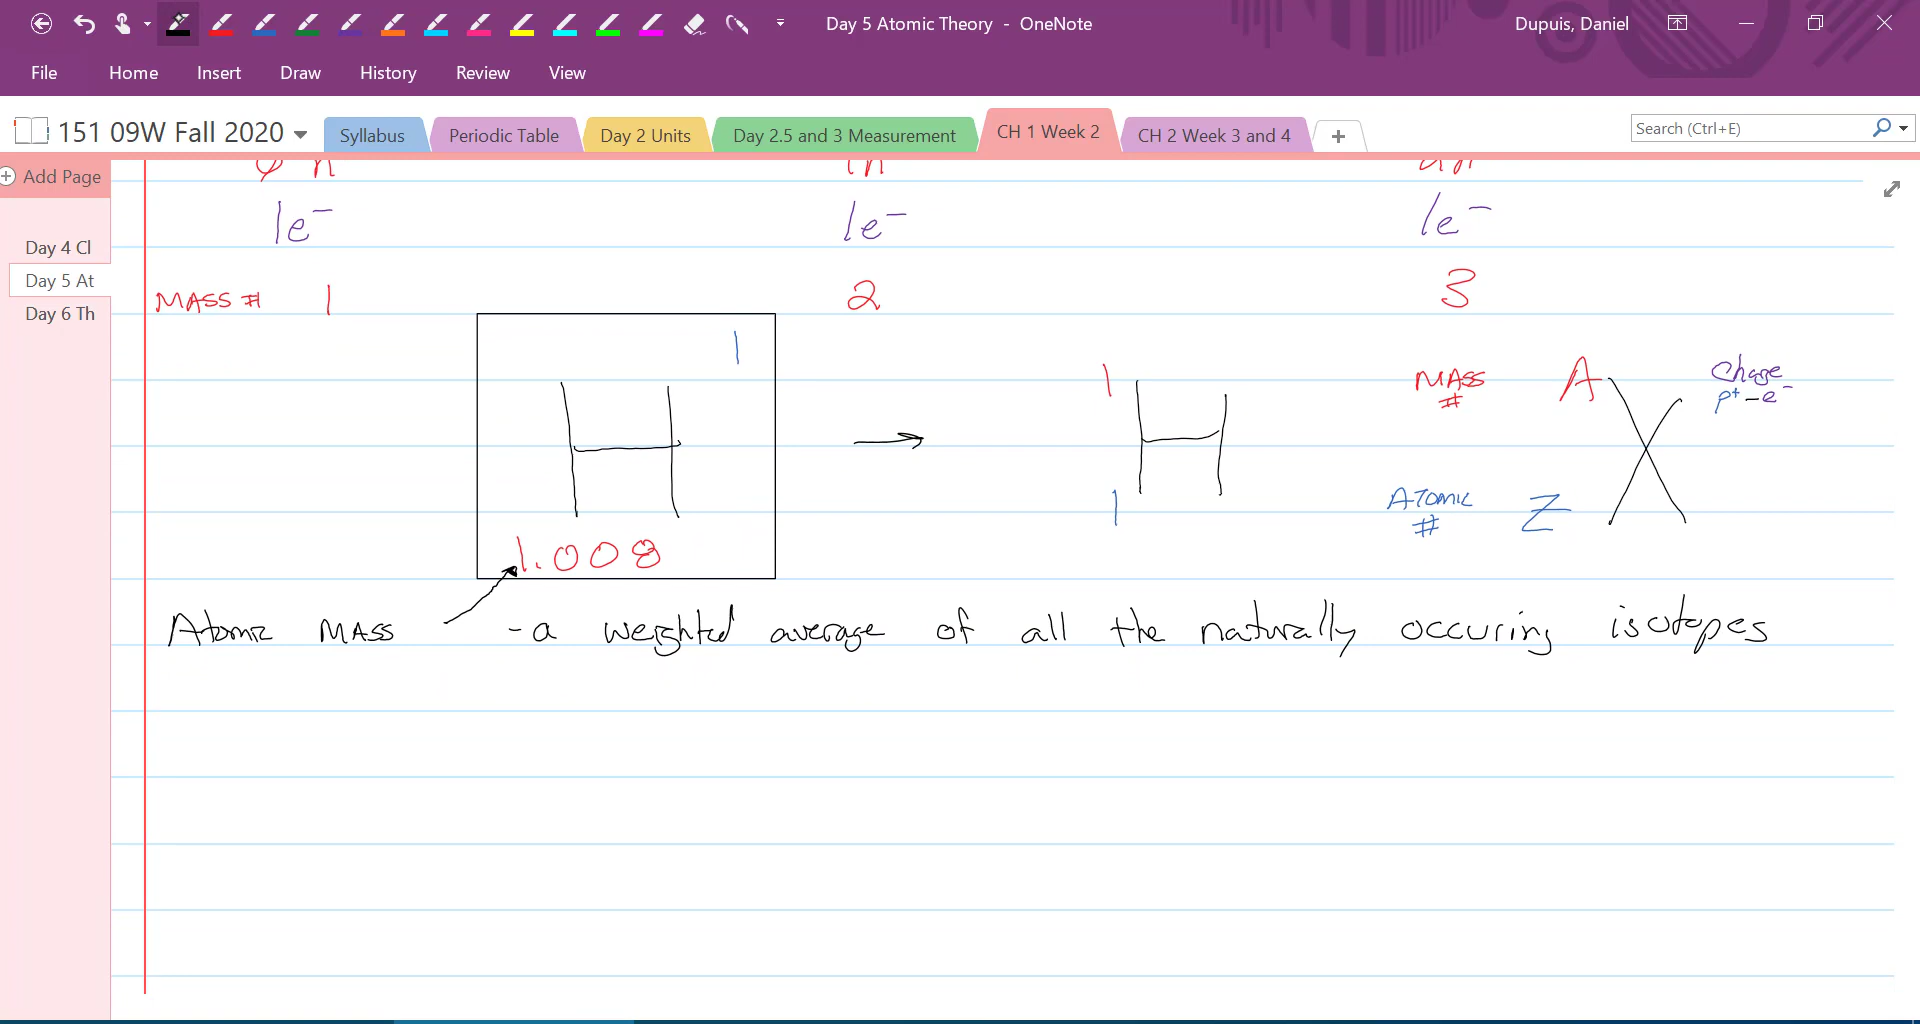 Day 5 Atomic Theory - OneNote
Dupuis, Daniel
File Home Insert Draw History Review View
151 09W Fall 2020
Syllabus
Periodic Table
Day 2 Units
Day 2.5 and 3 Measurement
CH 1 Week 2
CH 2 Week 3 and 4
+
Search (Ctrl+E)
Add Page
Day 4 Cl
Day 5 At
Day 6 Th
1e⁻ 1e⁻ 1e⁻
MASS # 1 2 3
1
H
1.008
1
H
1
MASS # A X Charge p⁺-e⁻
ATOMIC # Z
Atomic MASS - a weighted average of all the naturally occuring isotopes